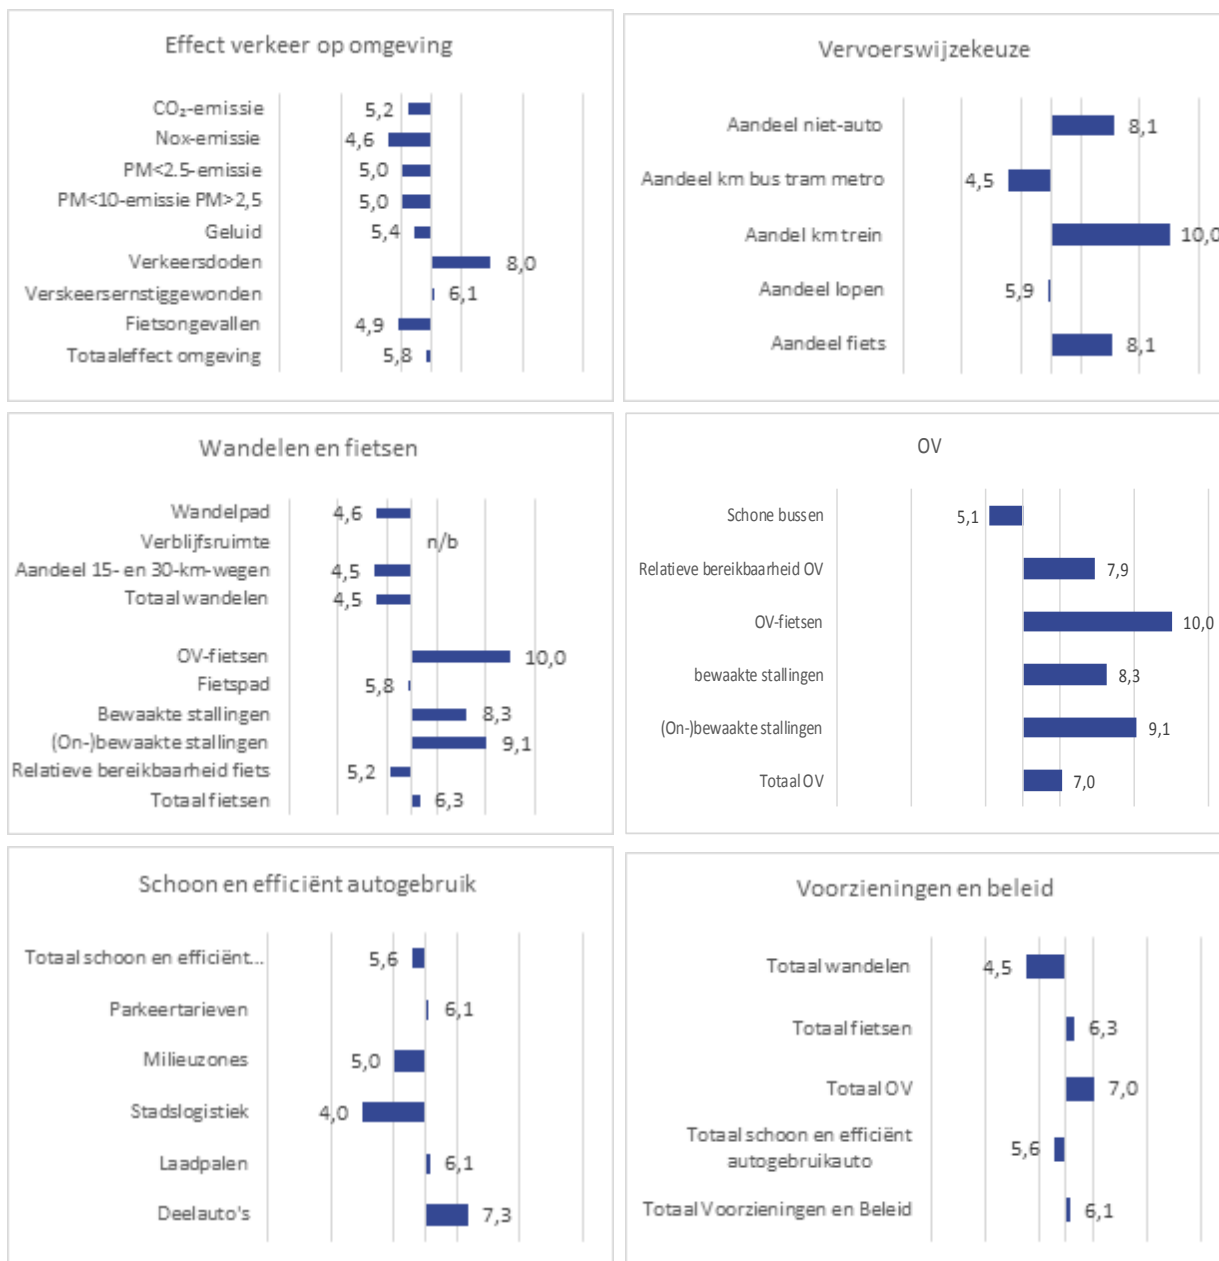 Effect verkeer op omgeving
CO₂-emissie 5,2
Nox-emissie 4,6
PM<2.5-emissie 5,0
PM<10-emissie PM>2,5 5,0
Geluid 5,4
Verkeersdoden 8,0
Verskeersernstiggewonden 6,1
Fietsongevallen 4,9
Totaaleffect omgeving 5,8
Vervoerswijzekeuze
Aandeel niet-auto 8,1
Aandeel km bus tram metro 4,5
Aandel km trein 10,0
Aandeel lopen 5,9
Aandeel fiets 8,1
Wandelen en fietsen
Wandelpad 4,6
Verblijfsruimte n/b
Aandeel 15- en 30-km-wegen 4,5
Totaal wandelen 4,5
OV-fietsen 10,0
Fietspad 5,8
Bewaakte stallingen 8,3
(On-)bewaakte stallingen 9,1
Relatieve bereikbaarheid fiets 5,2
Totaal fietsen 6,3
OV
Schone bussen 5,1
Relatieve bereikbaarheid OV 7,9
OV-fietsen 10,0
bewaakte stallingen 8,3
(On-)bewaakte stallingen 9,1
Totaal OV 7,0
Schoon en efficiënt autogebruik
Totaal schoon en efficiënt... 5,6
Parkeertarieven 6,1
Milieuzones 5,0
Stadslogistiek 4,0
Laadpalen 6,1
Deelauto's 7,3
Voorzieningen en beleid
Totaal wandelen 4,5
Totaal fietsen 6,3
Totaal OV 7,0
Totaal schoon en efficiënt
autogebruikauto 5,6
Totaal Voorzieningen en Beleid 6,1